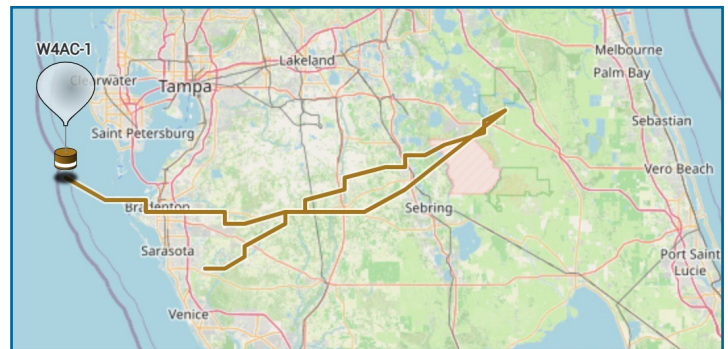 W4AC-1
Lakeland
Melbourne
Clearwater
Palm Bay
Tampa
Sebastian
Saint Petersburg
Vero Beach
Bradenton
Sebring
Sarasota
Port Saint
Lucie
Venice